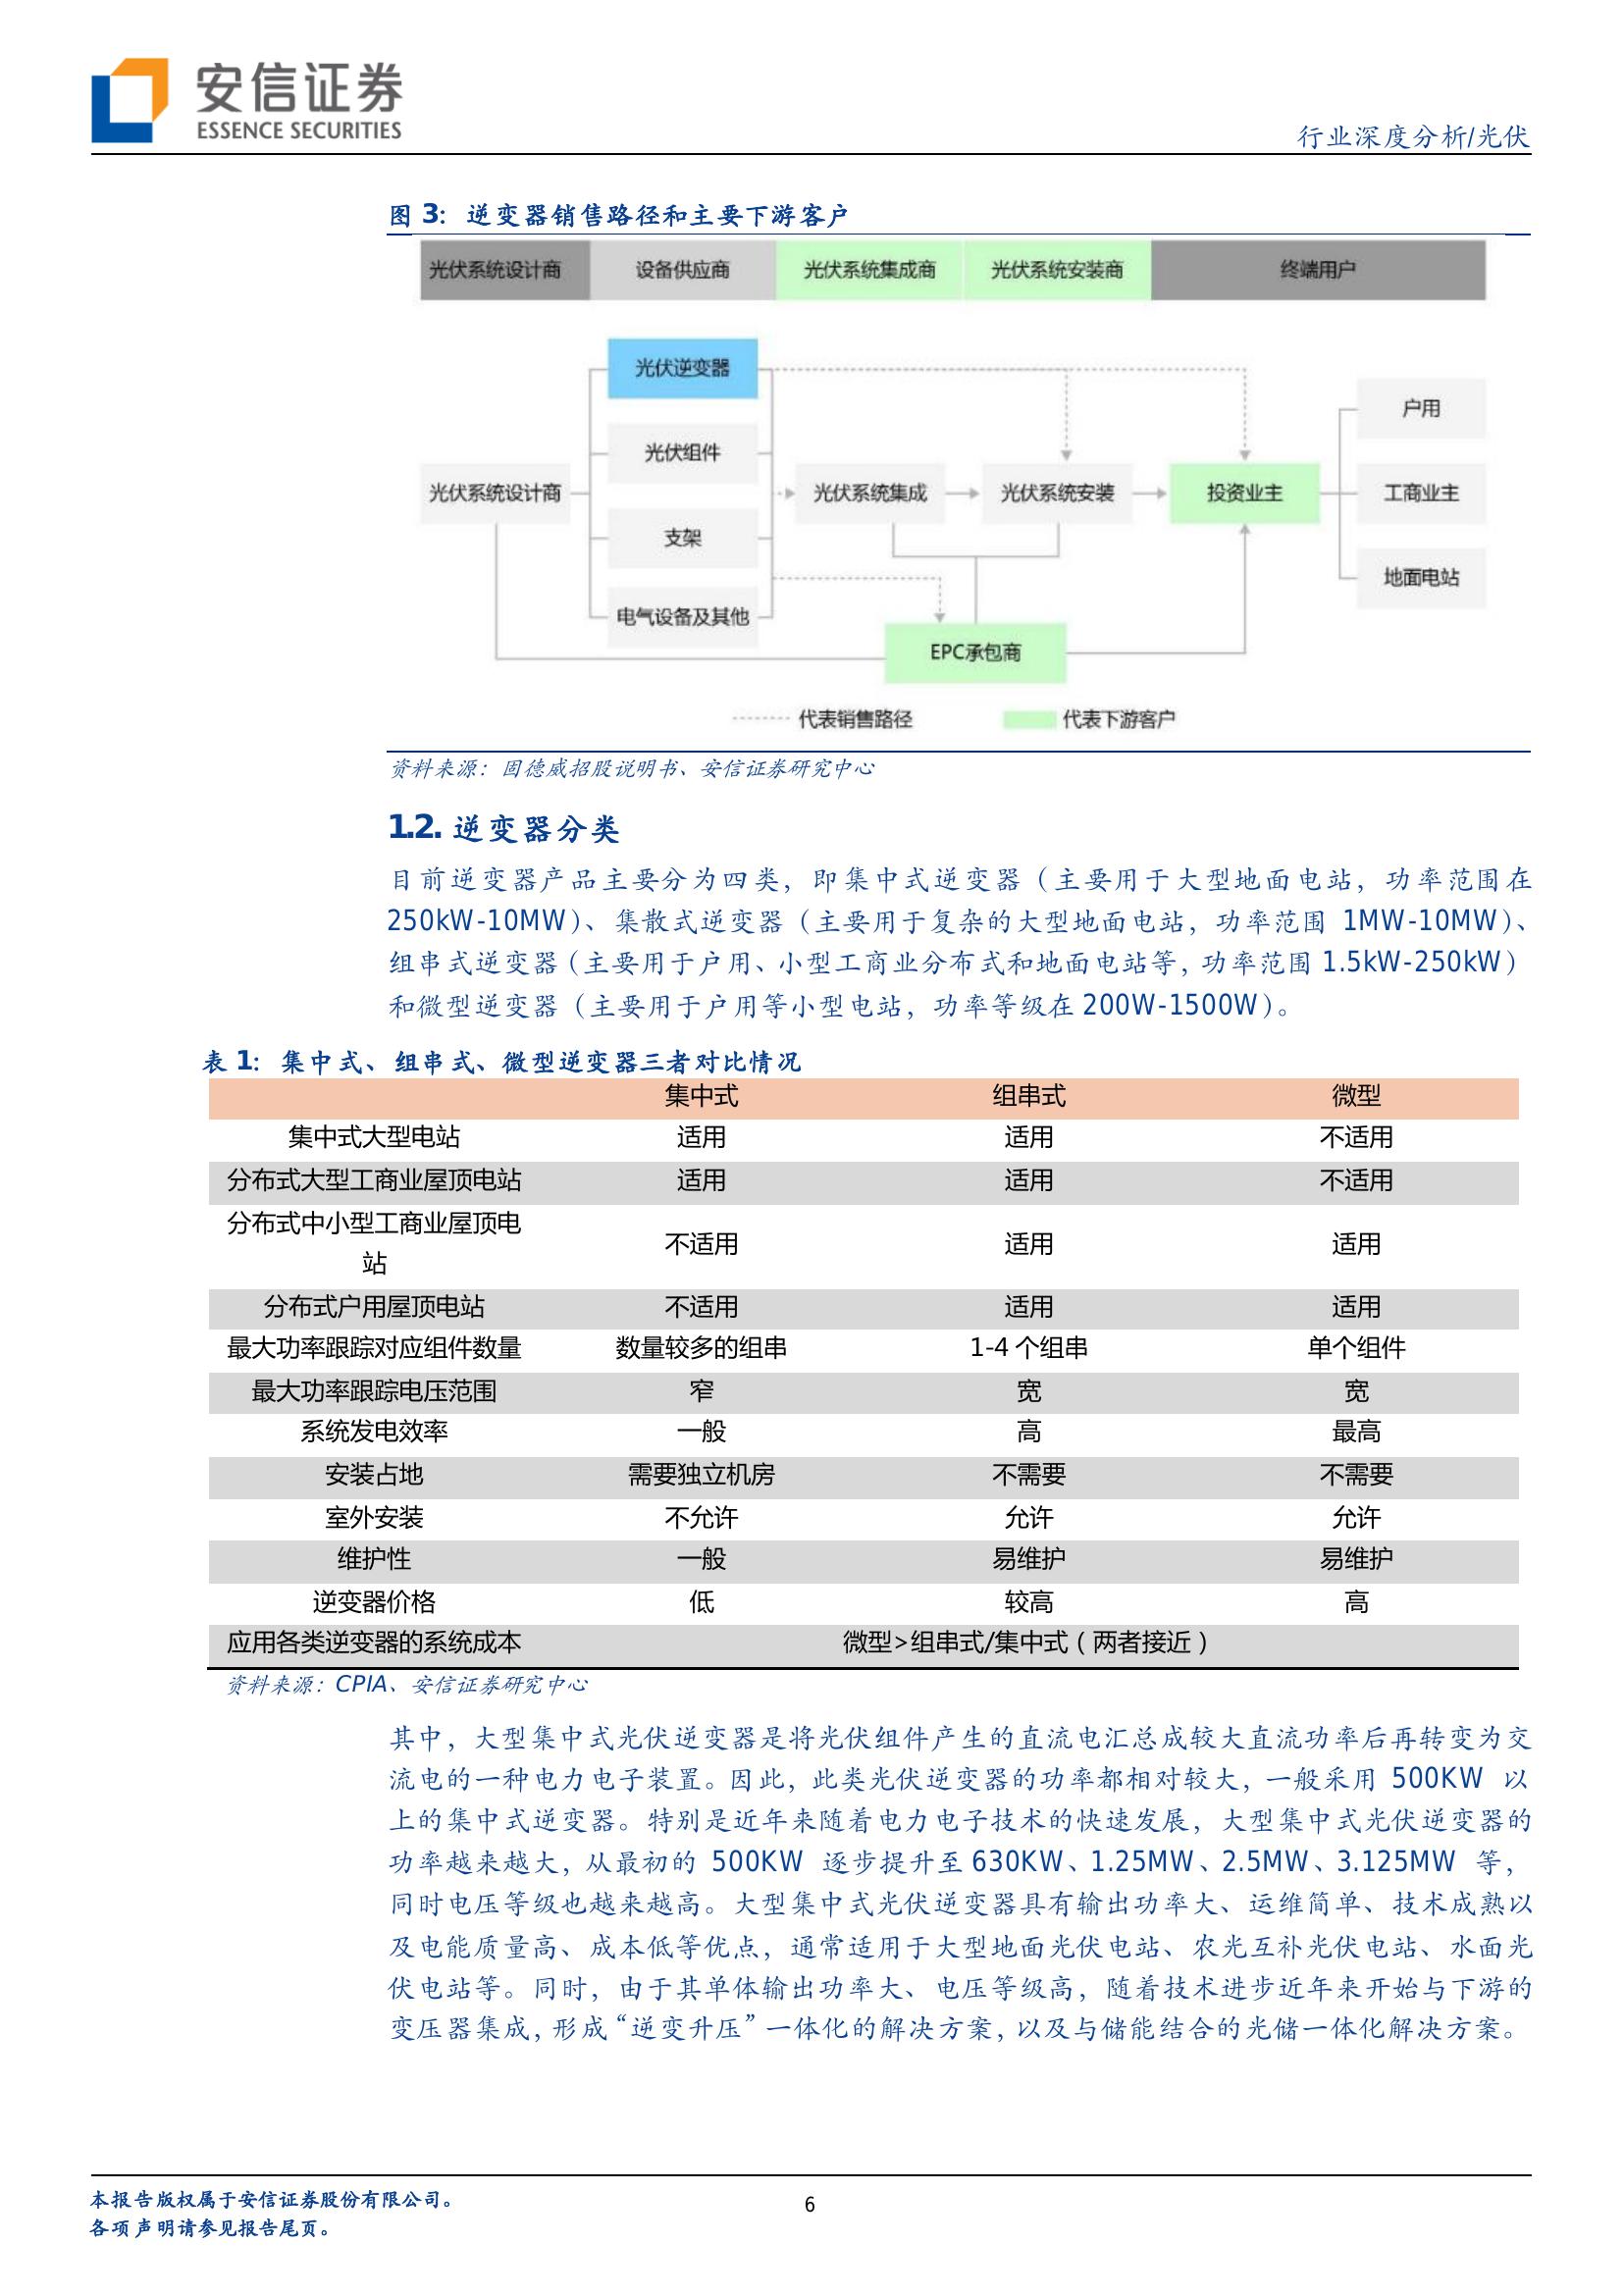 安信证券
ESSENCE SECURITIES
行业深度分析/光伏
图 3：逆变器销售路径和主要下游客户
光伏系统设计商 设备供应商 光伏系统集成商 光伏系统安装商 终端用户
光伏逆变器
户用
光伏组件
光伏系统设计商 光伏系统集成 光伏系统安装 投资业主 工商业主
支架
地面电站
电气设备及其他
EPC承包商
代表销售路径 代表下游客户
资料来源：固德威招股说明书、安信证券研究中心
1.2. 逆变器分类
目前逆变器产品主要分为四类，即集中式逆变器（主要用于大型地面电站，功率范围在
250kW-10MW）、集散式逆变器（主要用于复杂的大型地面电站，功率范围 1MW-10MW）、
组串式逆变器（主要用于户用、小型工商业分布式和地面电站等，功率范围 1.5kW-250kW）
和微型逆变器（主要用于户用等小型电站，功率等级在 200W-1500W）。
表 1：集中式、组串式、微型逆变器三者对比情况
集中式 组串式 微型
集中式大型电站 适用 适用 不适用
分布式大型工商业屋顶电站 适用 适用 不适用
分布式中小型工商业屋顶电
站 不适用 适用 适用
分布式户用屋顶电站 不适用 适用 适用
最大功率跟踪对应组件数量 数量较多的组串 1-4 个组串 单个组件
最大功率跟踪电压范围 窄 宽 宽
系统发电效率 一般 高 最高
安装占地 需要独立机房 不需要 不需要
室外安装 不允许 允许 允许
维护性 一般 易维护 易维护
逆变器价格 低 较高 高
应用各类逆变器的系统成本 微型>组串式/集中式（两者接近）
资料来源：CPIA、安信证券研究中心
其中，大型集中式光伏逆变器是将光伏组件产生的直流电汇总成较大直流功率后再转变为交
流电的一种电力电子装置。因此，此类光伏逆变器的功率都相对较大，一般采用 500KW 以
上的集中式逆变器。特别是近年来随着电力电子技术的快速发展，大型集中式光伏逆变器的
功率越来越大，从最初的 500KW 逐步提升至 630KW、1.25MW、2.5MW、3.125MW 等，
同时电压等级也越来越高。大型集中式光伏逆变器具有输出功率大、运维简单、技术成熟以
及电能质量高、成本低等优点，通常适用于大型地面光伏电站、农光互补光伏电站、水面光
伏电站等。同时，由于其单体输出功率大、电压等级高，随着技术进步近年来开始与下游的
变压器集成，形成“逆变升压”一体化的解决方案，以及与储能结合的光储一体化解决方案。
本报告版权属于安信证券股份有限公司。
6
各项声明请参见报告尾页。